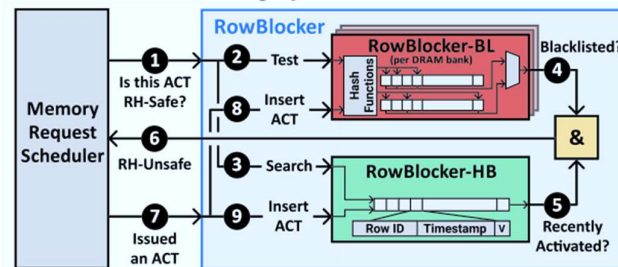 RowBlocker
Memory
Request
Scheduler
1
Is this ACT
RH-Safe?
2
Test
8
Insert
ACT
RowBlocker-BL
(per DRAM bank)
Hash
Functions
Blacklisted?
4
6
RH-Unsafe
&
3
Search
RowBlocker-HB
7
Issued
an ACT
9
Insert
ACT
Row ID
Timestamp
V
5
Recently
Activated?